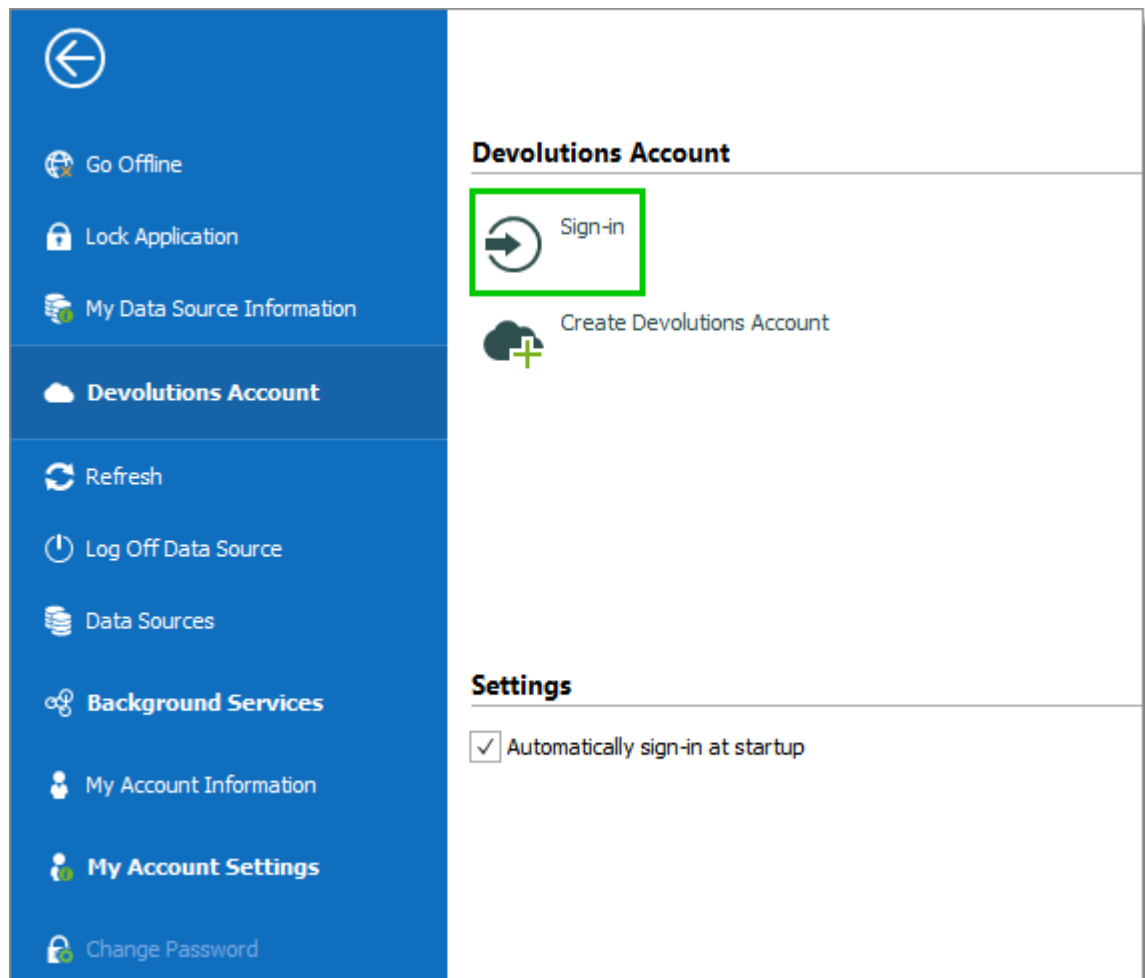 Go Offline
Lock Application
My Data Source Information
Devolutions Account
Refresh
Log Off Data Source
Data Sources
Background Services
My Account Information
My Account Settings
Change Password
Devolutions Account
Sign-in
Create Devolutions Account
Settings
Automatically sign-in at startup